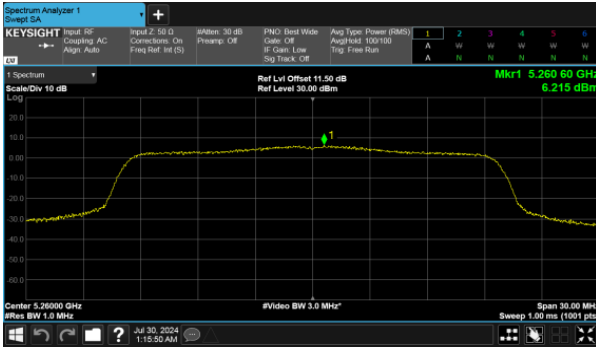 Spectrum Analyzer 1
Swept SA
+
KEYSIGHT Input: RF Input Z: 50 Ω #Atten: 30 dB PNO: Best Wide Avg Type: Power (RMS) 1 2 3 4 5 6
Coupling: AC Corrections: On Preamp: Off Gate: Off Avg|Hold: 100/100 A W W W W W
Align: Auto Freq Ref: Int (S) IF Gain: Low Trig: Free Run
Sig Track: Off A N N N N N
LXI
1 Spectrum Mkr1 5.260 60 GHz
Ref Lvl Offset 11.50 dB
Scale/Div 10 dB Ref Level 30.00 dBm 6.215 dBm
Log
20.0
10.0
1
0.00
-10.0
-20.0
-30.0
-40.0
-50.0
-60.0
Center 5.26000 GHz #Video BW 3.0 MHz* Span 30.00 MHz
#Res BW 1.0 MHz Sweep 1.00 ms (1001 pts)
? Jul 30, 2024
1:15:50 AM